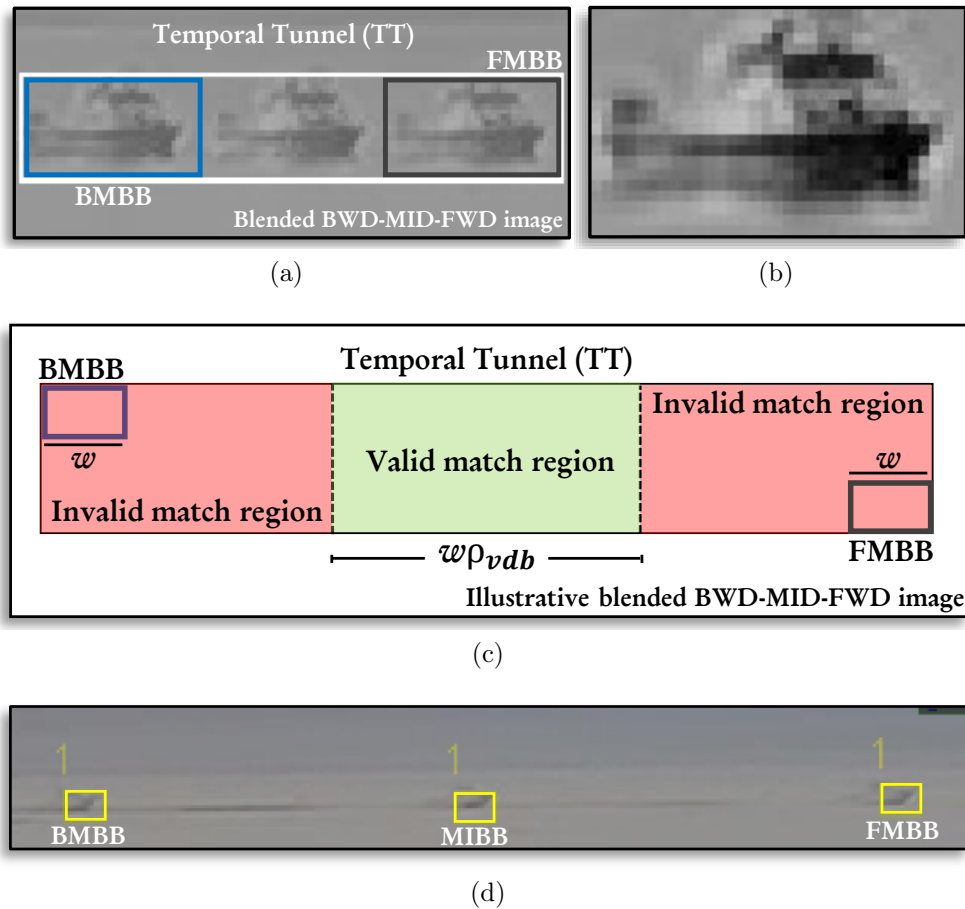 Temporal Tunnel (TT)
FMBB
BMBB
Blended BWD-MID-FWD image
(a)
(b)
Temporal Tunnel (TT)
BMBB
Invalid match region
w
Valid match region
w
Invalid match region
FMBB
wρvdb
Illustrative blended BWD-MID-FWD image
(c)
1 1 1
BMBB MIBB FMBB
(d)